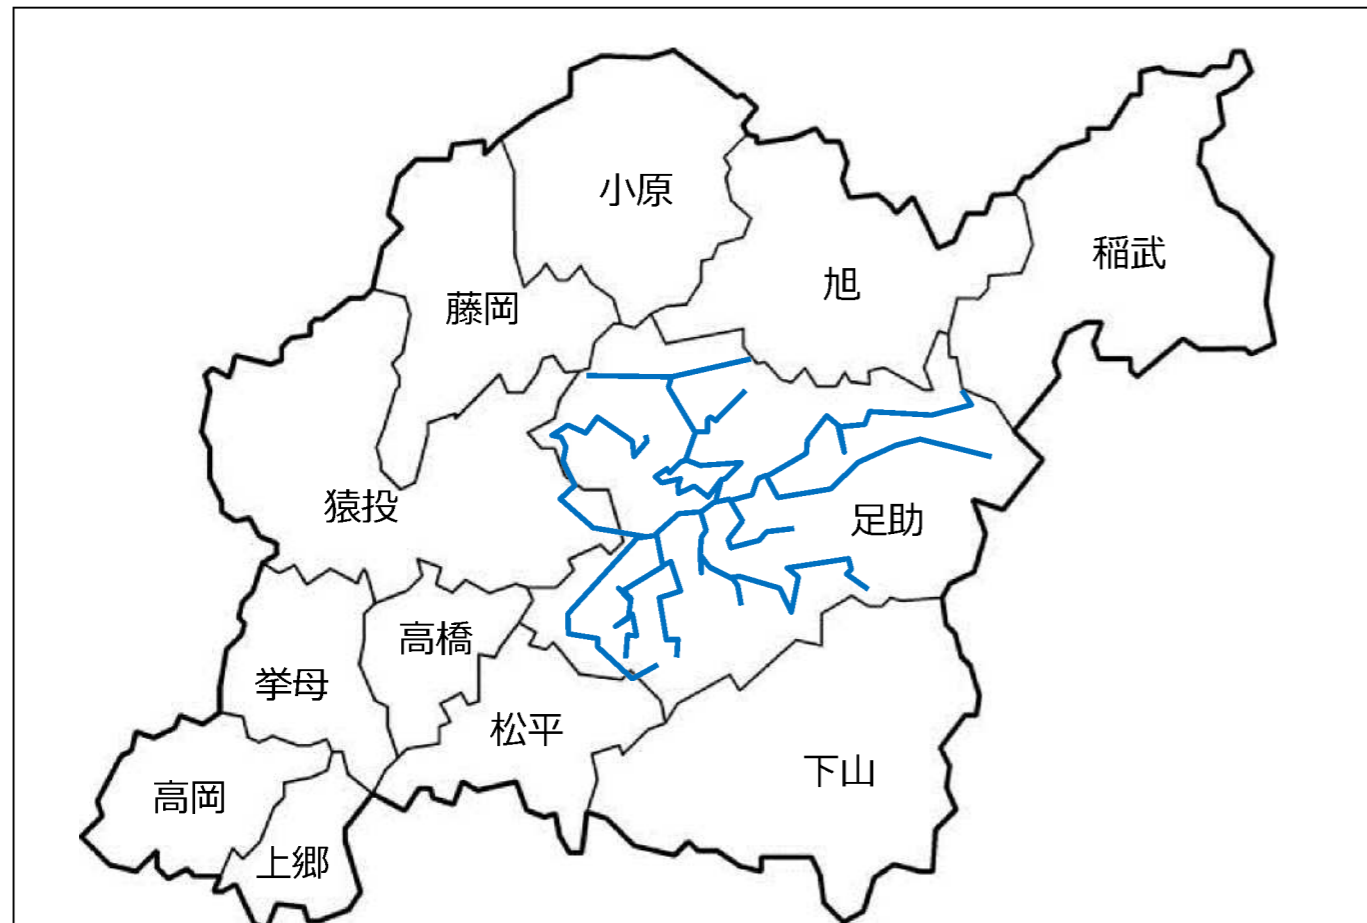 小原
稲武
旭
藤岡
猿投
足助
高橋
挙母
松平
下山
高岡
上郷